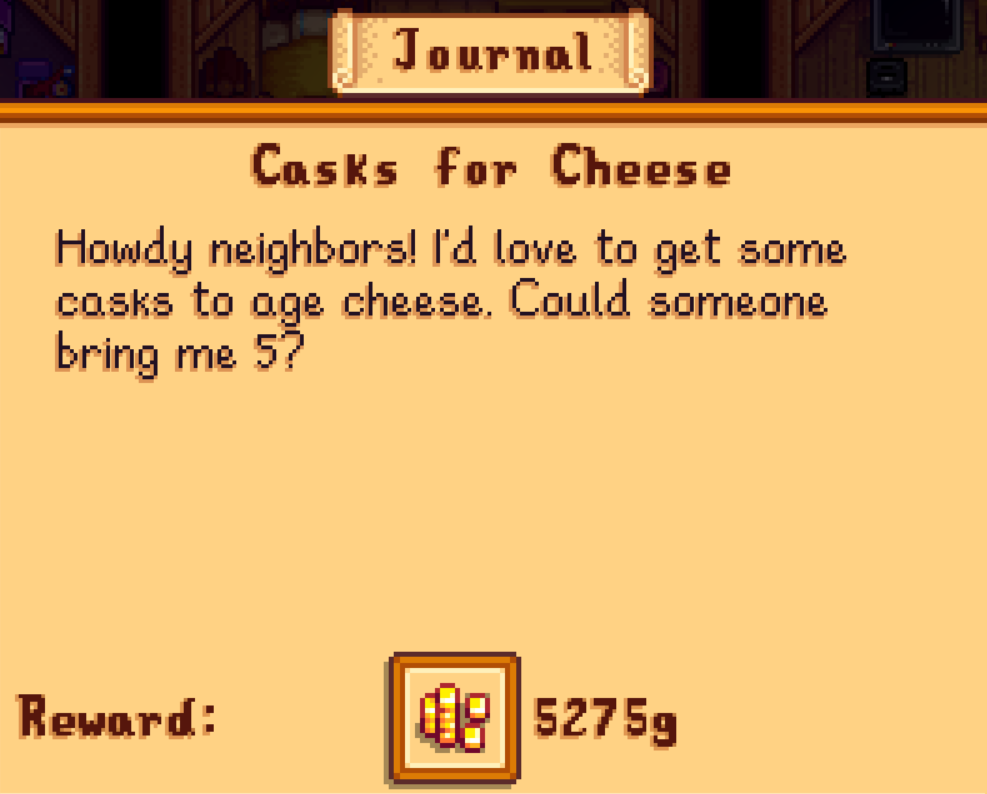 Journal
Casks for Cheese
Howdy neighbors! I'd love to get some
casks to age cheese. Could someone
bring me 5?
Reward: 5275g